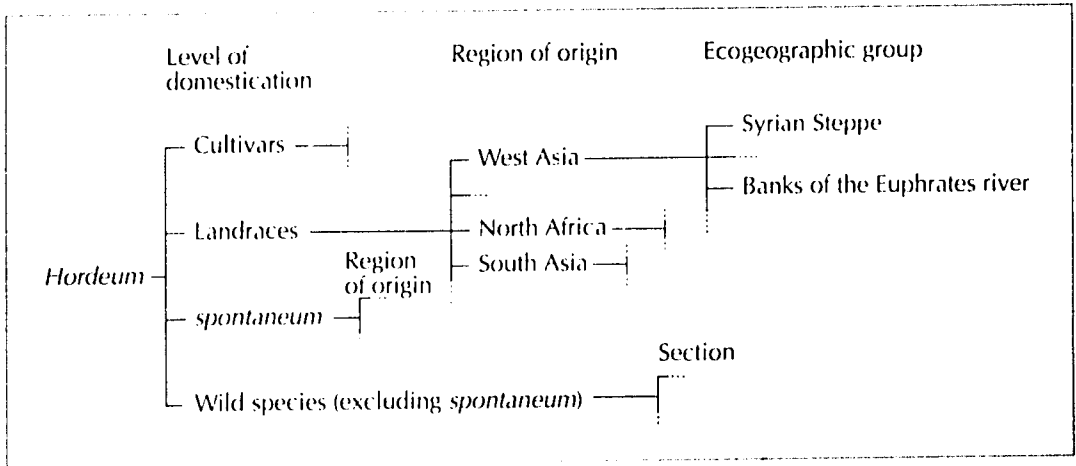 Level of
domestication
Region of origin
Ecogeographic group
Cultivars
Landraces
Hordeum
spontaneum
Wild species (excluding spontaneum)
Region
of origin
West Asia
....
North Africa
South Asia
Section
Syrian Steppe
....
Banks of the Euphrates river